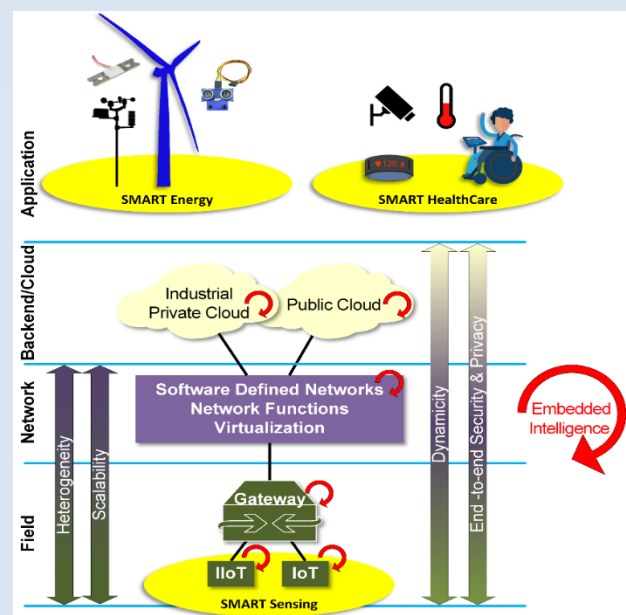 Application
SMART Energy
120
SMART HealthCare
Backend/Cloud
Industrial
Private Cloud
Public Cloud
Network
Software Defined Networks
Network Functions
Virtualization
Heterogeneity
Scalability
Dynamicity
End -to-end Security & Privacy
Embedded
Intelligence
Field
Gateway
IIoT
IoT
SMART Sensing